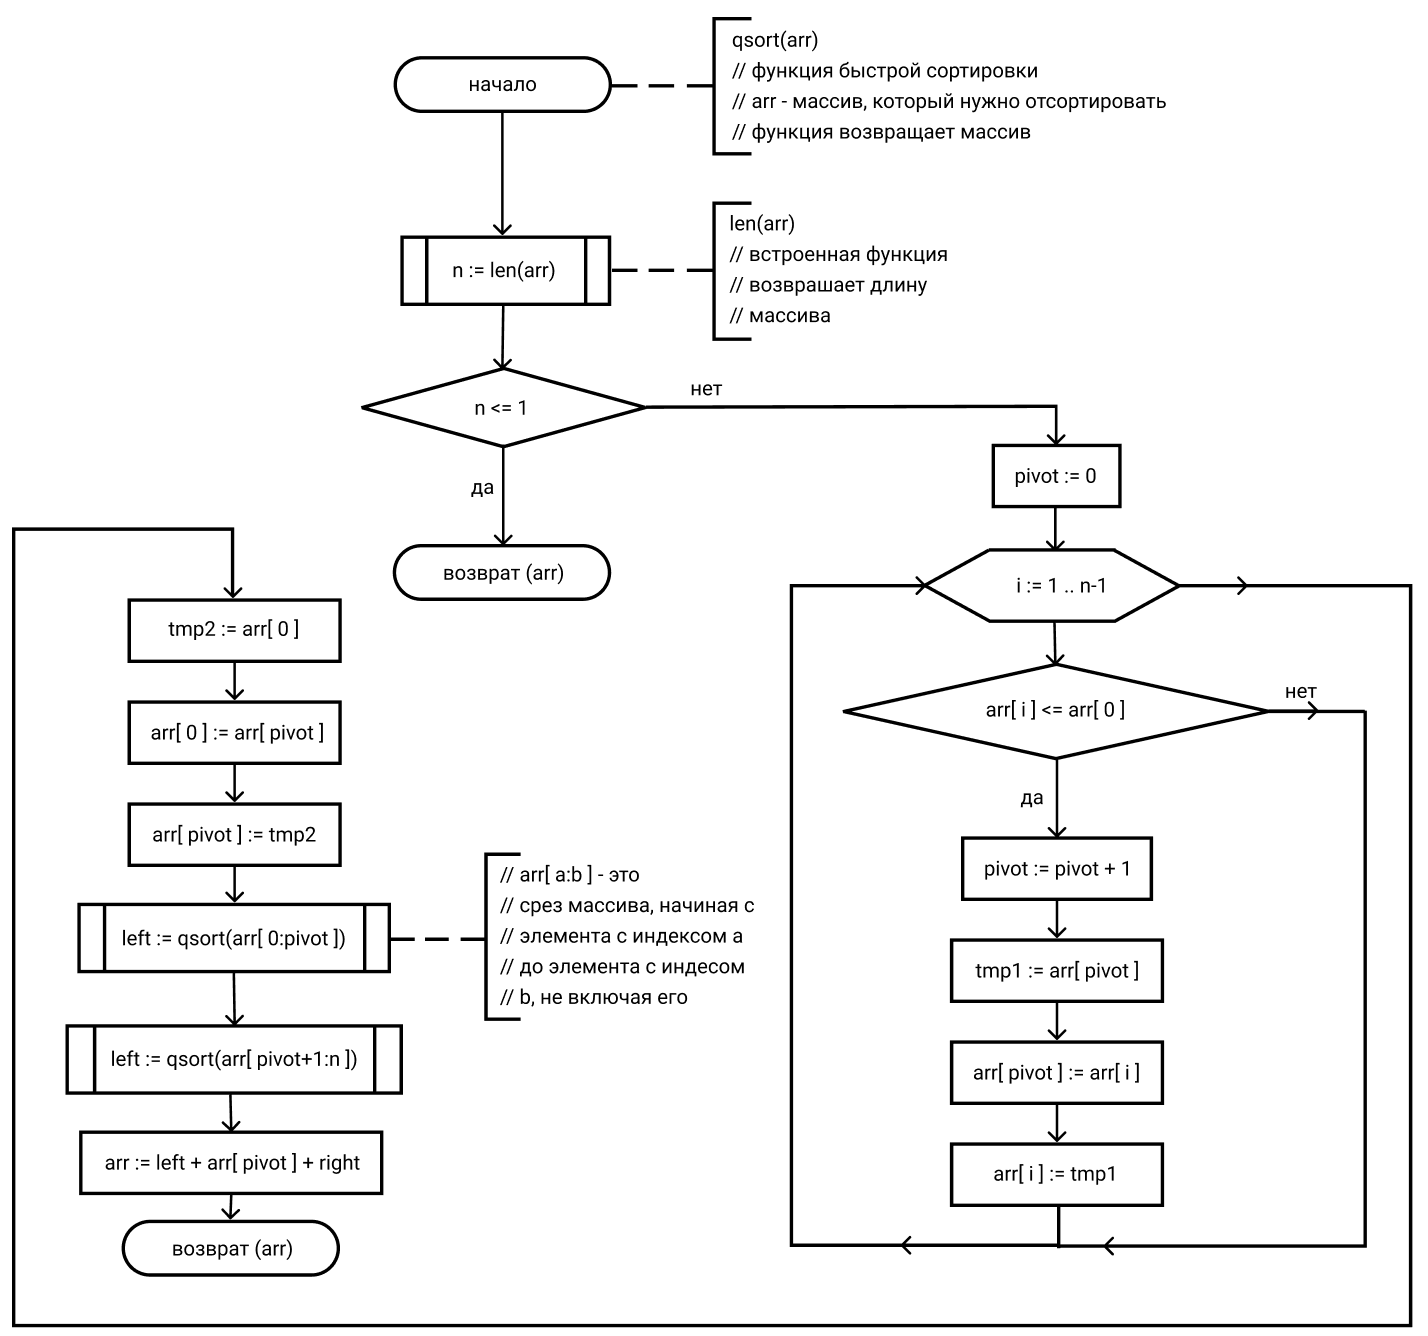 начало
qsort(arr)
// функция быстрой сортировки
// arr - массив, который нужно отсортировать
// функция возвращает массив
n := len(arr)
len(arr)
// встроенная функция
// возврашает длину
// массива
n <= 1
нет
да
возврат (arr)
pivot := 0
i := 1 .. n-1
arr[ i ] <= arr[ 0 ]
нет
да
pivot := pivot + 1
tmp1 := arr[ pivot ]
arr[ pivot ] := arr[ i ]
arr[ i ] := tmp1
tmp2 := arr[ 0 ]
arr[ 0 ] := arr[ pivot ]
arr[ pivot ] := tmp2
left := qsort(arr[ 0:pivot ])
// arr[ a:b ] - это
// срез массива, начиная с
// элемента с индексом a
// до элемента с индесом
// b, не включая его
left := qsort(arr[ pivot+1:n ])
arr := left + arr[ pivot ] + right
возврат (arr)